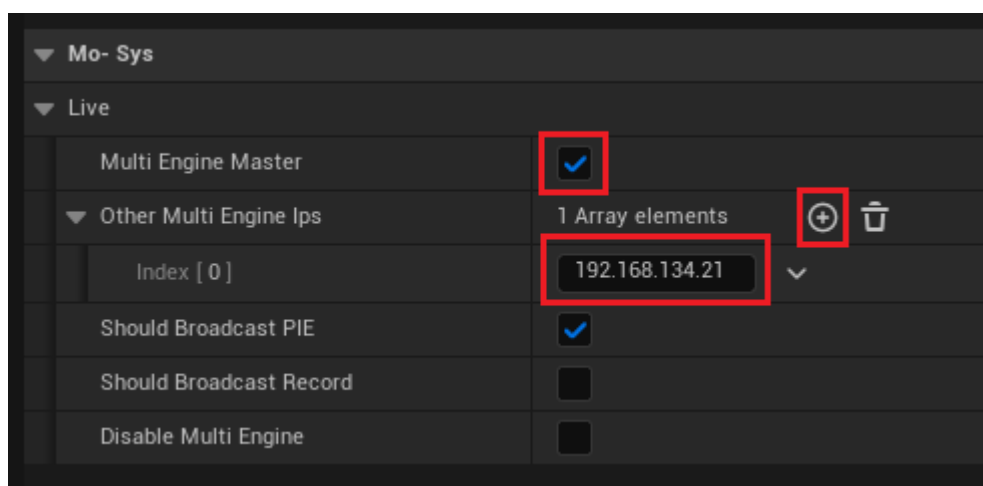 Mo- Sys
Live
Multi Engine Master
Other Multi Engine Ips 1 Array elements
Index [ 0 ] 192.168.134.21
Should Broadcast PIE
Should Broadcast Record
Disable Multi Engine